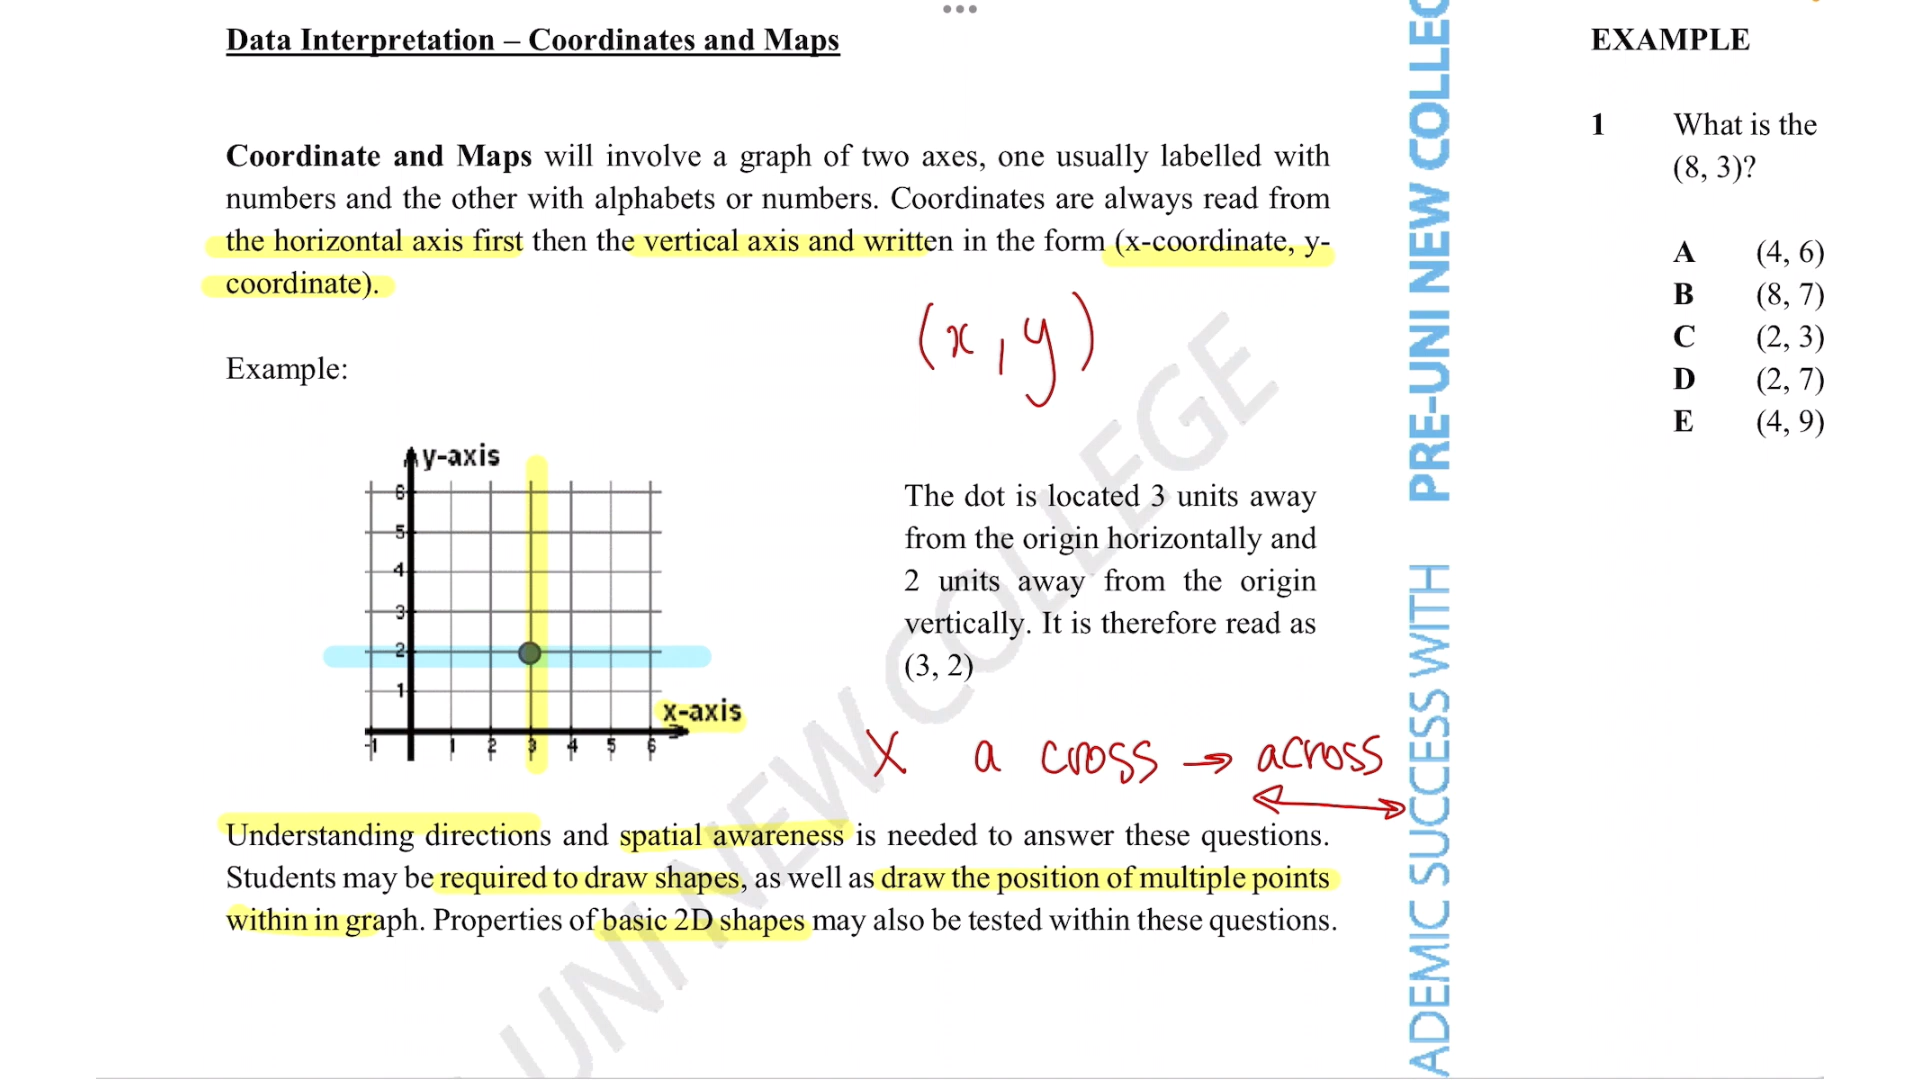 Data Interpretation – Coordinates and Maps
Coordinate and Maps will involve a graph of two axes, one usually labelled with
numbers and the other with alphabets or numbers. Coordinates are always read from
the horizontal axis first then the vertical axis and written in the form (x-coordinate, y-
coordinate).
(x, y)
Example:
y-axis
6
5
4
3
2
1
x-axis
-1 1 2 3 4 5 6
The dot is located 3 units away
from the origin horizontally and
2 units away from the origin
vertically. It is therefore read as
(3, 2)
X a cross → across
Understanding directions and spatial awareness is needed to answer these questions.
Students may be required to draw shapes, as well as draw the position of multiple points
within in graph. Properties of basic 2D shapes may also be tested within these questions.
UNI NEW COLLEGE
ADEMIC SUCCESS WITH PRE-UNI NEW COLLEG
EXAMPLE
1 What is the
(8, 3)?
A (4, 6)
B (8, 7)
C (2, 3)
D (2, 7)
E (4, 9)